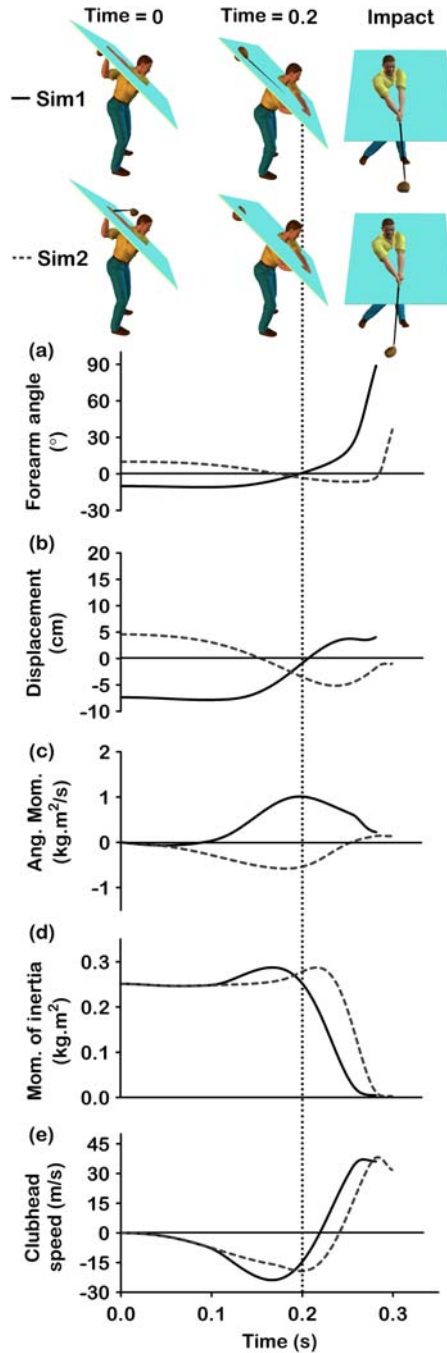 Time = 0 Time = 0.2 Impact
Sim1
Sim2
(a)
Forearm angle
(°)
90
60
30
0
-30
(b)
Displacement
(cm)
20
15
10
5
0
-5
-10
(c)
Ang. Mom.
(kg.m²/s)
2
1
0
-1
(d)
Mom. of inertia
(kg.m²)
0.3
0.2
0.1
0.0
(e)
Clubhead
speed (m/s)
45
30
15
0
-15
-30
0.0 0.1 0.2 0.3
Time (s)